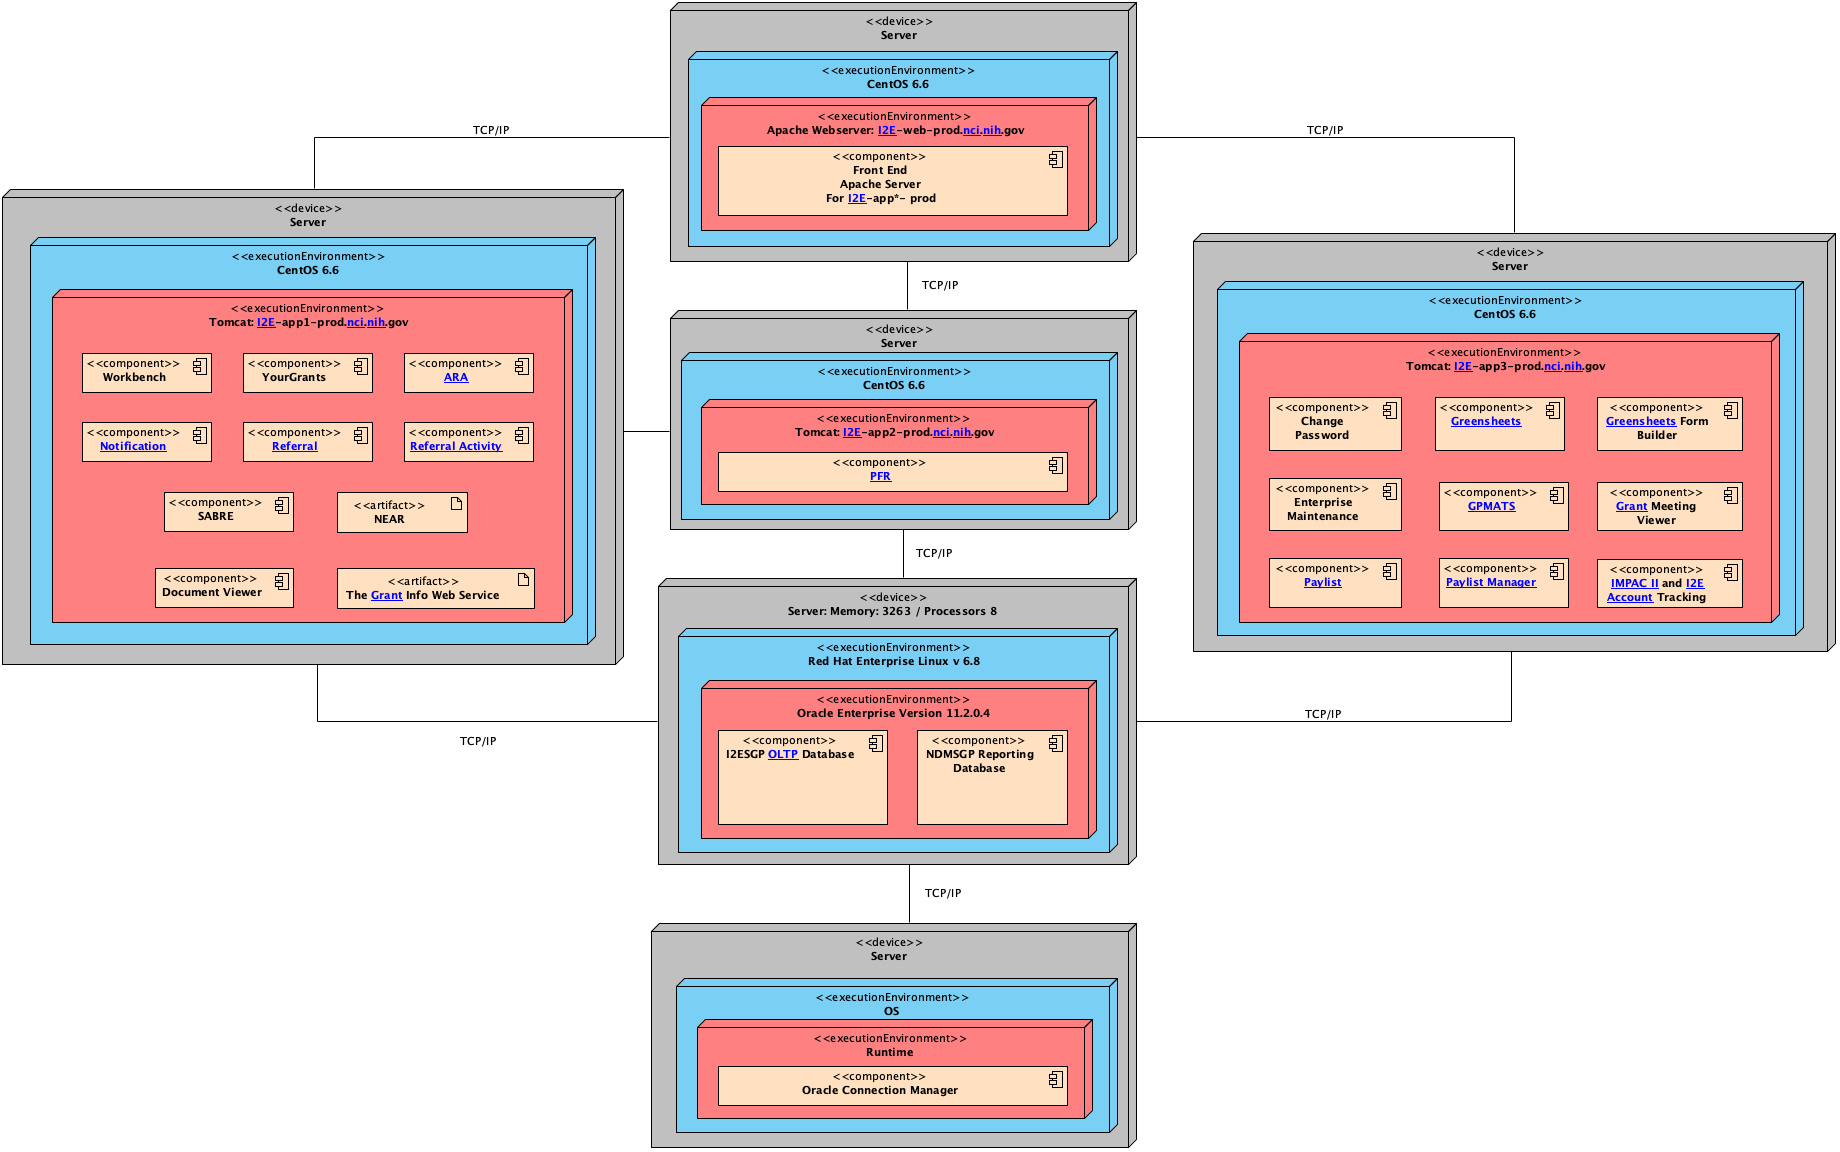 <<device>>
Server
<<executionEnvironment>>
CentOS 6.6
<<executionEnvironment>>
Apache Webserver: I2E-web-prod.nci.nih.gov
<<component>>
Front End
Apache Server
For I2E-app*- prod
TCP/IP
TCP/IP
TCP/IP
<<device>>
Server
<<executionEnvironment>>
CentOS 6.6
<<executionEnvironment>>
Tomcat: I2E-app1-prod.nci.nih.gov
<<component>>
Workbench
<<component>>
YourGrants
<<component>>
ARA
<<component>>
Notification
<<component>>
Referral
<<component>>
Referral Activity
<<component>>
SABRE
<<artifact>>
NEAR
<<component>>
Document Viewer
<<artifact>>
The Grant Info Web Service
<<device>>
Server
<<executionEnvironment>>
CentOS 6.6
<<executionEnvironment>>
Tomcat: I2E-app2-prod.nci.nih.gov
<<component>>
PFR
<<device>>
Server
<<executionEnvironment>>
CentOS 6.6
<<executionEnvironment>>
Tomcat: I2E-app3-prod.nci.nih.gov
<<component>>
Change
Password
<<component>>
Greensheets
<<component>>
Greensheets Form
Builder
<<component>>
Enterprise
Maintenance
<<component>>
GPMATS
<<component>>
Grant Meeting
Viewer
<<component>>
Paylist
<<component>>
Paylist Manager
<<component>>
IMPAC II and I2E
Account Tracking
TCP/IP
TCP/IP
TCP/IP
<<device>>
Server: Memory: 3263 / Processors 8
<<executionEnvironment>>
Red Hat Enterprise Linux v 6.8
<<executionEnvironment>>
Oracle Enterprise Version 11.2.0.4
<<component>>
I2ESGP OLTP Database
<<component>>
NDMSGP Reporting
Database
TCP/IP
<<device>>
Server
<<executionEnvironment>>
OS
<<executionEnvironment>>
Runtime
<<component>>
Oracle Connection Manager